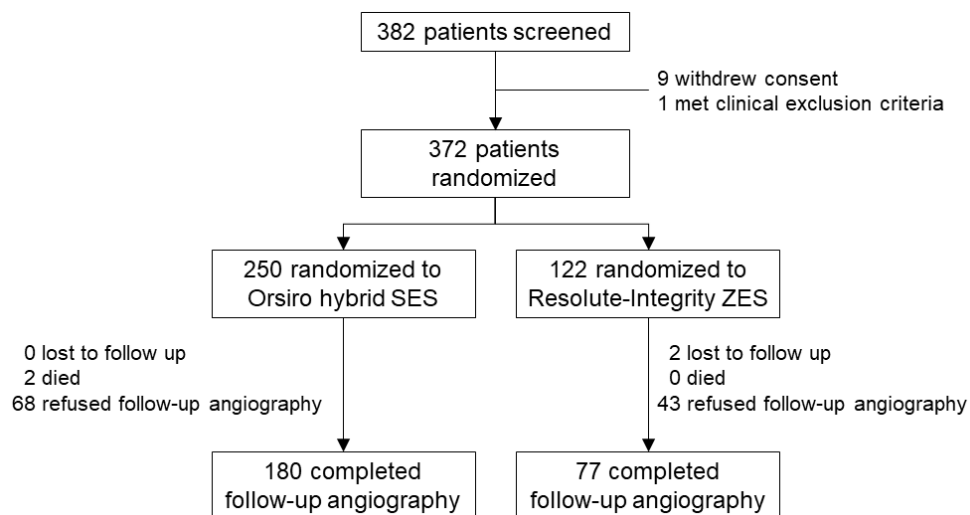 382 patients screened
9 withdrew consent
1 met clinical exclusion criteria
372 patients
randomized
250 randomized to
Orsiro hybrid SES
122 randomized to
Resolute-Integrity ZES
0 lost to follow up
2 died
68 refused follow-up angiography
2 lost to follow up
0 died
43 refused follow-up angiography
180 completed
follow-up angiography
77 completed
follow-up angiography